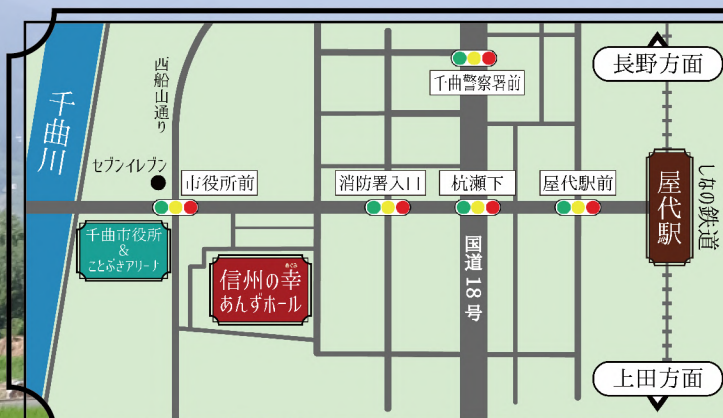 千曲川
西船山通り
セブンイレブン
市役所前
千曲市役所
&
ことぶきアリーナ
めぐみ
信州の幸
あんずホール
消防署入口
千曲警察署前
杭瀬下
国道18号
屋代駅前
長野方面
屋代駅
しなの鉄道
上田方面